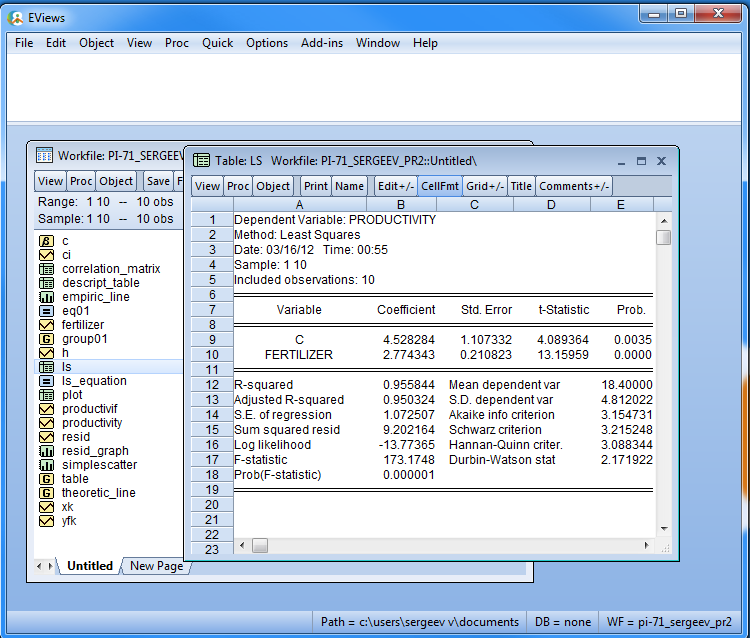 EViews
File Edit Object View Proc Quick Options Add-ins Window Help
Workfile: PI-71_SERGEEV
View Proc Object Save F
Range: 1 10 -- 10 obs
Sample: 1 10 -- 10 obs
c
ci
correlation_matrix
descript_table
empiric_line
eq01
fertilizer
group01
h
ls
ls_equation
plot
productivif
productivity
resid
resid_graph
simplescatter
table
theoretic_line
xk
yfk
Untitled New Page
Table: LS Workfile: PI-71_SERGEEV_PR2::Untitled\
View Proc Object Print Name Edit+/- CellFmt Grid+/- Title Comments+/-
A B C D E
1 Dependent Variable: PRODUCTIVITY
2 Method: Least Squares
3 Date: 03/16/12 Time: 00:55
4 Sample: 1 10
5 Included observations: 10
6
7 Variable Coefficient Std. Error t-Statistic Prob.
8
9 C 4.528284 1.107332 4.089364 0.0035
10 FERTILIZER 2.774343 0.210823 13.15959 0.0000
11
12 R-squared 0.955844 Mean dependent var 18.40000
13 Adjusted R-squared 0.950324 S.D. dependent var 4.812022
14 S.E. of regression 1.072507 Akaike info criterion 3.154731
15 Sum squared resid 9.202164 Schwarz criterion 3.215248
16 Log likelihood -13.77365 Hannan-Quinn criter. 3.088344
17 F-statistic 173.1748 Durbin-Watson stat 2.171922
18 Prob(F-statistic) 0.000001
19
20
21
22
23
Path = c:\users\sergeev v\documents DB = none WF = pi-71_sergeev_pr2